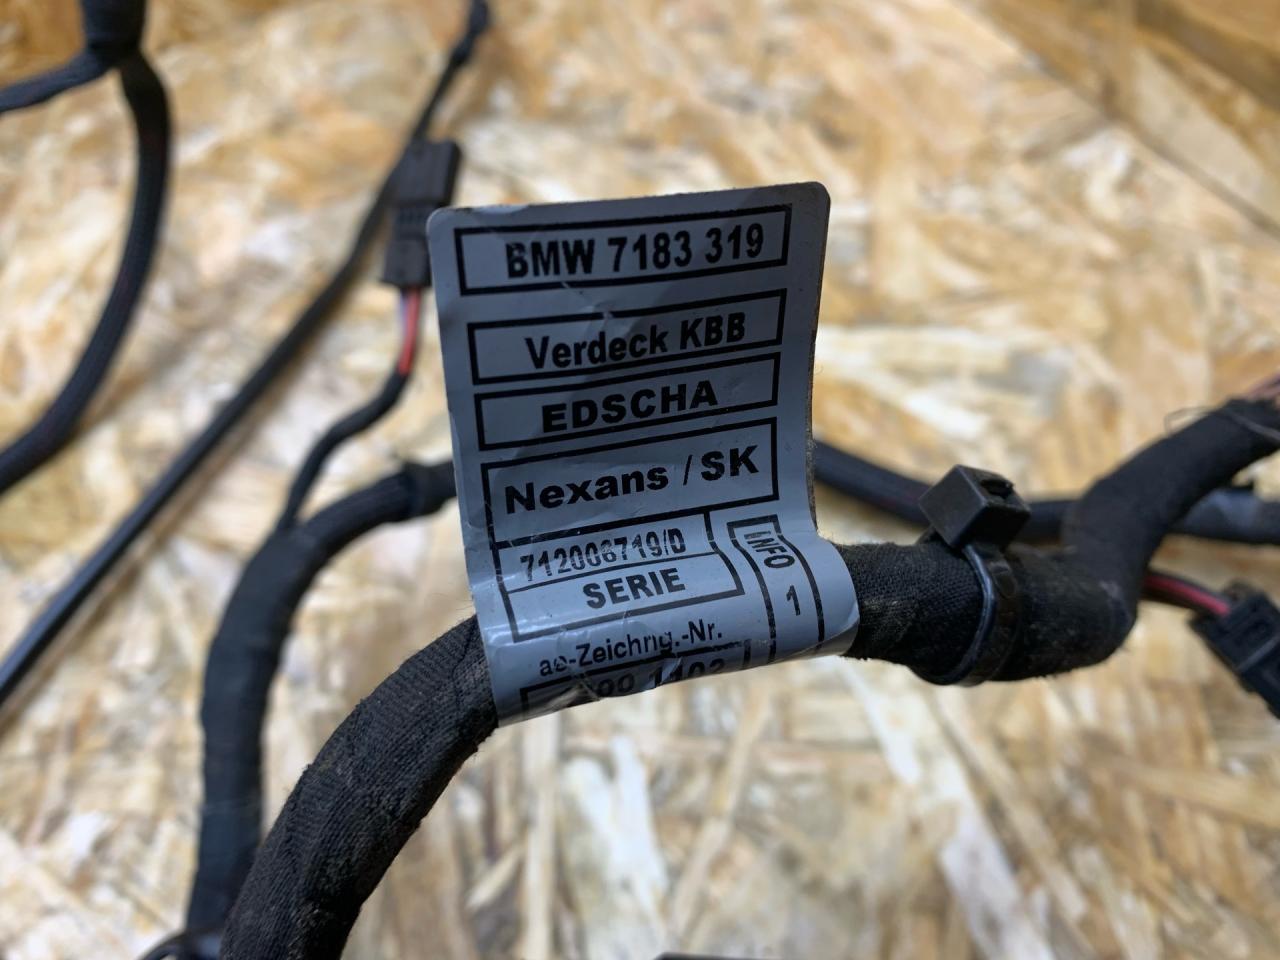 BMW 7183 319
Verdeck KBB
EDSCHA
Nexans / SK
712006719/D
INFO
SERIE
1
ae-Zeichng.-Nr.